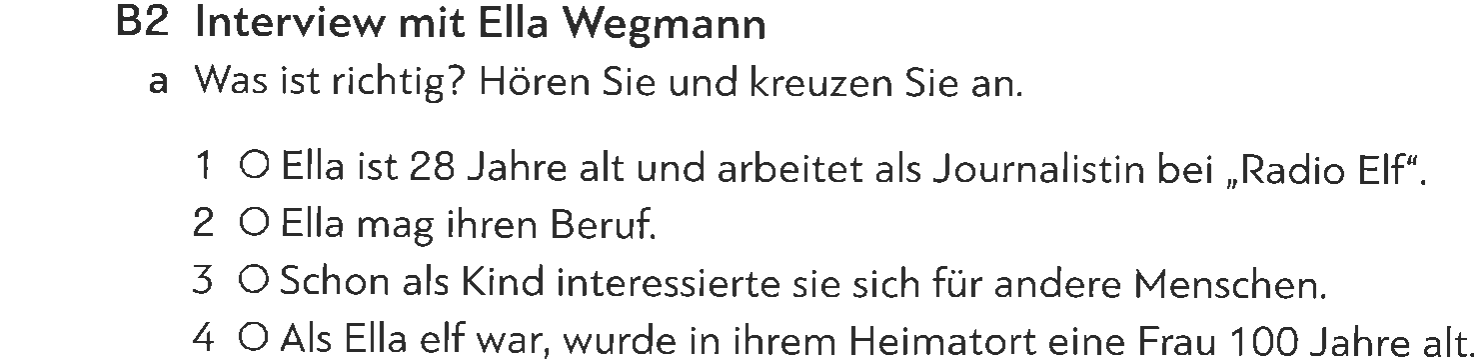 B2 Interview mit Ella Wegmann
a Was ist richtig? Hören Sie und kreuzen Sie an.
1 O Ella ist 28 Jahre alt und arbeitet als Journalistin bei „Radio Elf“.
2 O Ella mag ihren Beruf.
3 O Schon als Kind interessierte sie sich für andere Menschen.
4 O Als Ella elf war, wurde in ihrem Heimatort eine Frau 100 Jahre alt